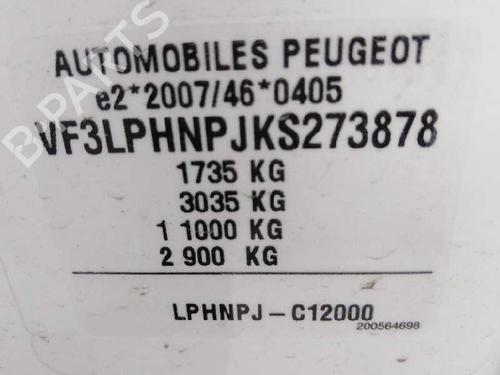 AUTOMOBILES PEUGEOT
e2*2007/46*0405
VF3LPHNPJKS273878
1735 KG
3035 KG
1 1000 KG
2 900 KG
LPHNPJ-C12000
200564698
B-PARTS